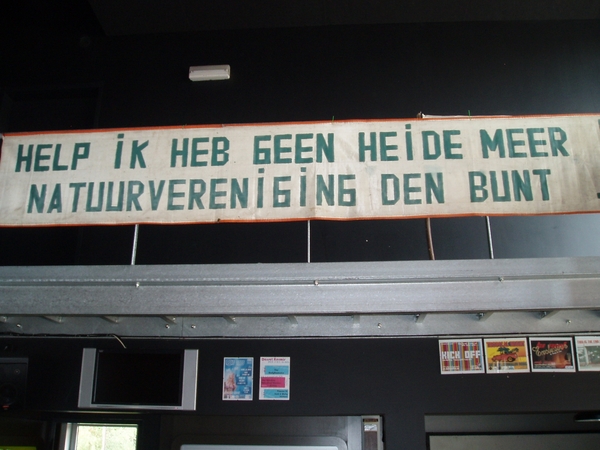 HELP iK HEB GEEN HEiDE MEER
NATUURVERENiGiNG DEN BUNT
KICK OFF